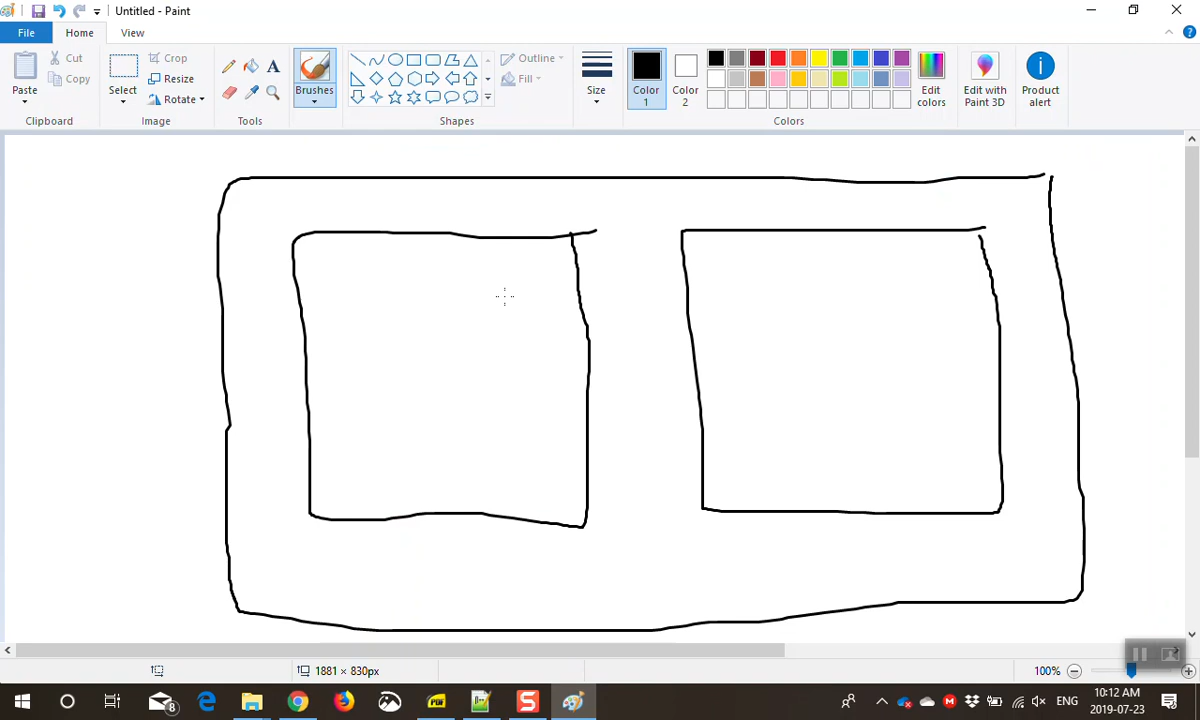 Untitled - Paint
File Home View
Cut
Copy
Paste
Clipboard
Crop
Resize
Rotate
Select
Image
A
Tools
Brushes
Outline
Fill
Shapes
Size
Color 1
Color 2
Edit colors
Colors
Edit with Paint 3D
Product alert
1881 × 830px
100%
8
ENG
10:12 AM
2019-07-23